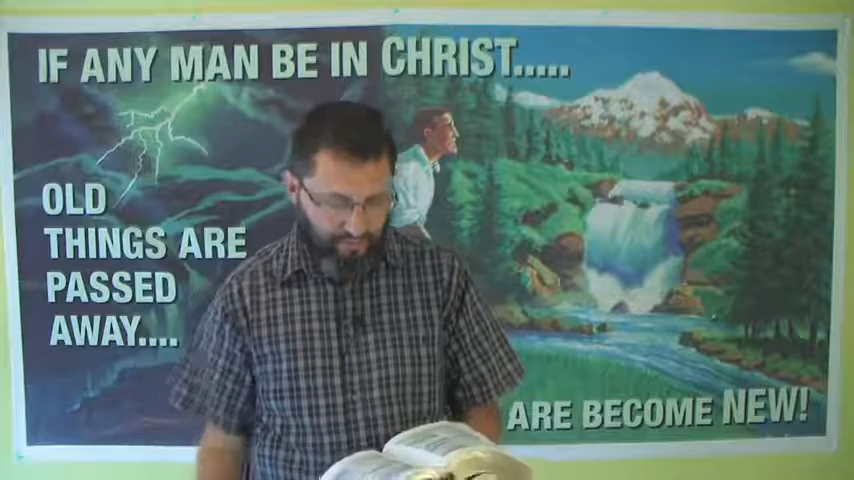 IF ANY MAN BE IN CHRIST.....
OLD
THINGS ARE
PASSED
AWAY....
ARE BECOME NEW!